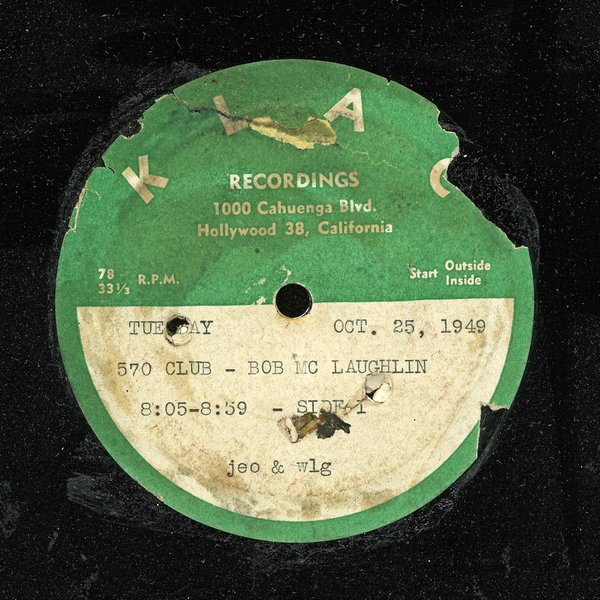 K L A C
RECORDINGS
1000 Cahuenga Blvd.
Hollywood 38, California
78
33⅓ R.P.M.
Start Outside
Inside
TUESDAY OCT. 25, 1949
570 CLUB - BOB MC LAUGHLIN
8:05-8:59 - SIDE 1
jeo & wlg